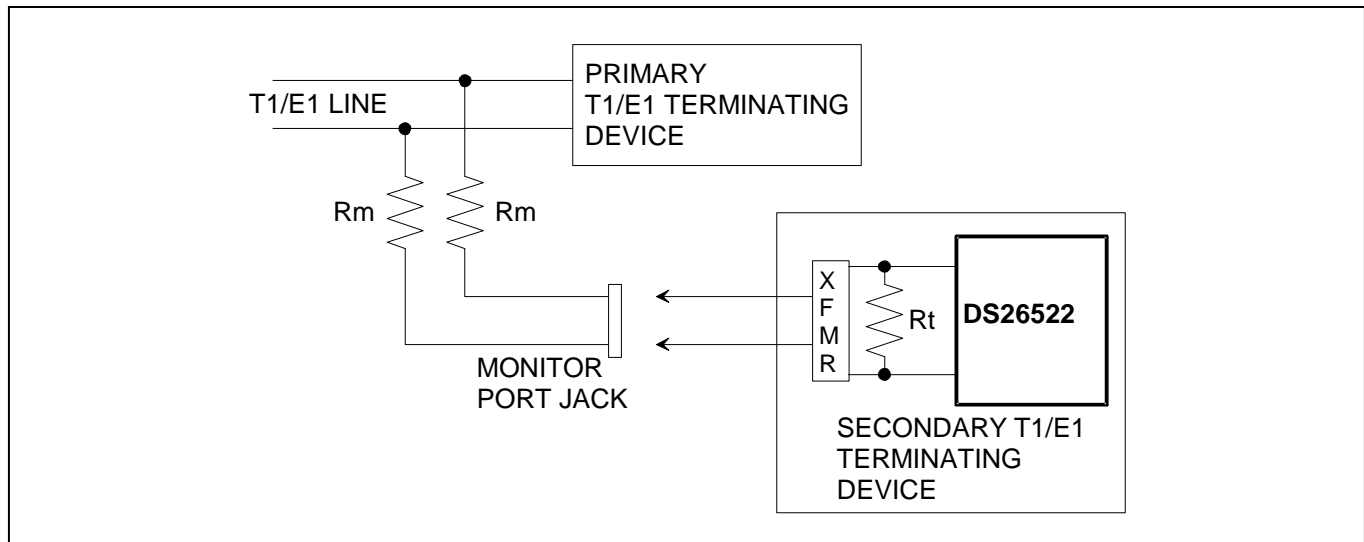 PRIMARY
T1/E1 TERMINATING
DEVICE
T1/E1 LINE
Rm
Rm
MONITOR
PORT JACK
X
F
M
R
Rt
DS26522
SECONDARY T1/E1
TERMINATING
DEVICE